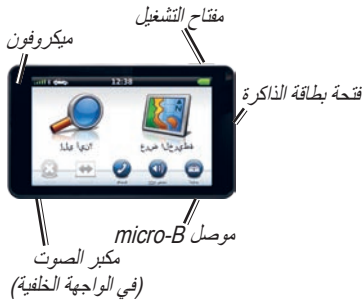 مفتاح التشغيل
ميكروفون
12:38
فتحة بطاقة الذاكرة
موصل micro-B
مكبر الصوت
(في الواجهة الخلفية)